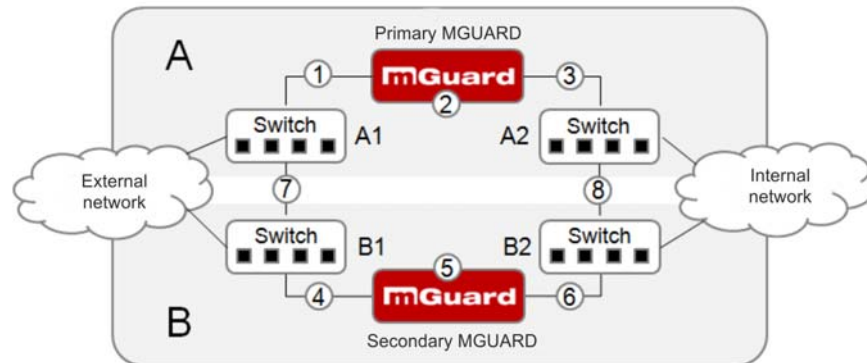 A
Primary MGUARD
1
mGuard
3
2
Switch
A1
A2
Switch
External
network
7
8
Internal
network
Switch
B1
B2
Switch
5
4
mGuard
6
B
Secondary MGUARD